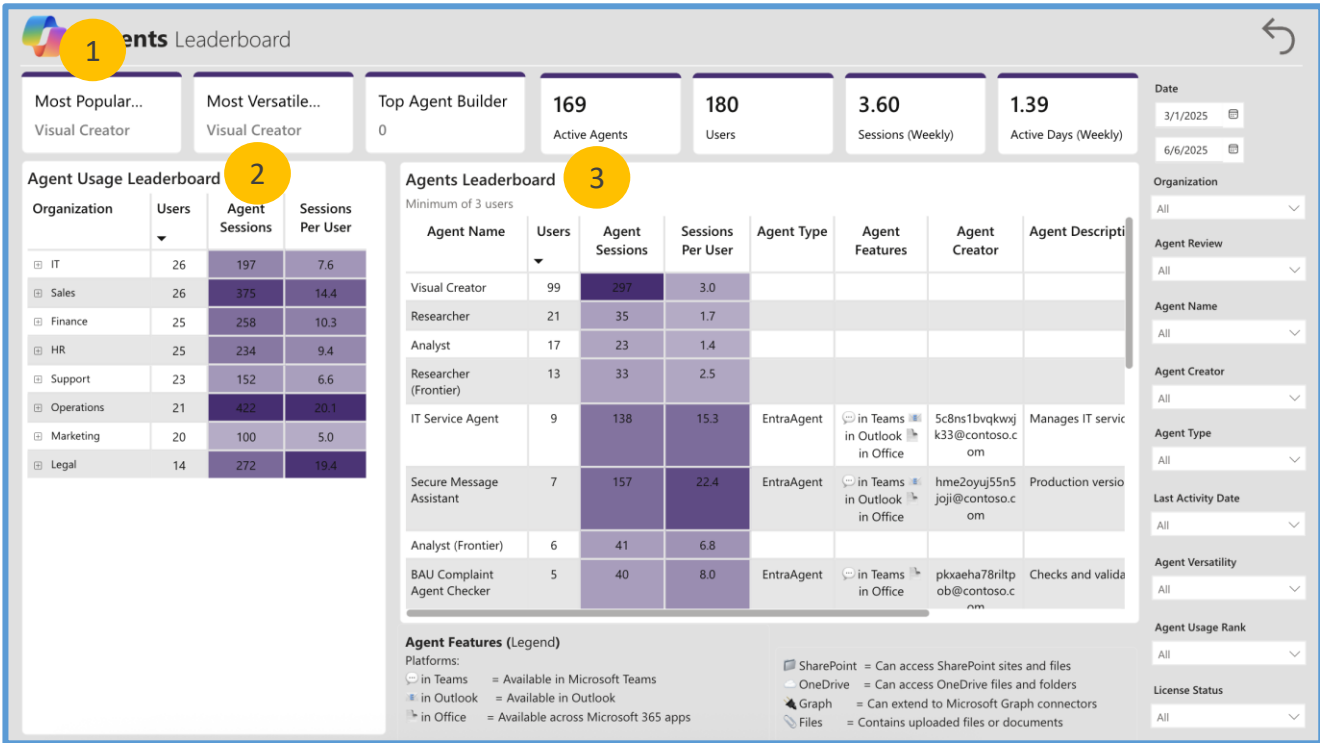 1
ents Leaderboard
Most Popular...
Visual Creator
Most Versatile...
Visual Creator
Top Agent Builder
0
169
Active Agents
180
Users
3.60
Sessions (Weekly)
1.39
Active Days (Weekly)
Agent Usage Leaderboard
2
Organization Users Agent Sessions Sessions Per User
IT 26 197 7.6
Sales 26 375 14.4
Finance 25 258 10.3
HR 25 234 9.4
Support 23 152 6.6
Operations 21 422 20.1
Marketing 20 100 5.0
Legal 14 272 19.4
Agents Leaderboard
3
Minimum of 3 users
Agent Name Users Agent Sessions Sessions Per User Agent Type Agent Features Agent Creator Agent Descripti
Visual Creator 99 297 3.0
Researcher 21 35 1.7
Analyst 17 23 1.4
Researcher (Frontier) 13 33 2.5
IT Service Agent 9 138 15.3 EntraAgent 💬 in Teams 📧 in Outlook 📄 in Office 5c8ns1bvqkwxjk33@contoso.com Manages IT servic
Secure Message Assistant 7 157 22.4 EntraAgent 💬 in Teams 📧 in Outlook 📄 in Office hme2oyuj55n5joji@contoso.com Production versio
Analyst (Frontier) 6 41 6.8
BAU Complaint Agent Checker 5 40 8.0 EntraAgent 💬 in Teams 📄 in Office pkxaeha78riltpob@contoso.com Checks and valida
Agent Features (Legend)
Platforms:
💬 in Teams = Available in Microsoft Teams
📧 in Outlook = Available in Outlook
📄 in Office = Available across Microsoft 365 apps
📁 SharePoint = Can access SharePoint sites and files
☁️ OneDrive = Can access OneDrive files and folders
🔌 Graph = Can extend to Microsoft Graph connectors
📎 Files = Contains uploaded files or documents
Date
3/1/2025
6/6/2025
Organization
All
Agent Review
All
Agent Name
All
Agent Creator
All
Agent Type
All
Last Activity Date
All
Agent Versatility
All
Agent Usage Rank
All
License Status
All